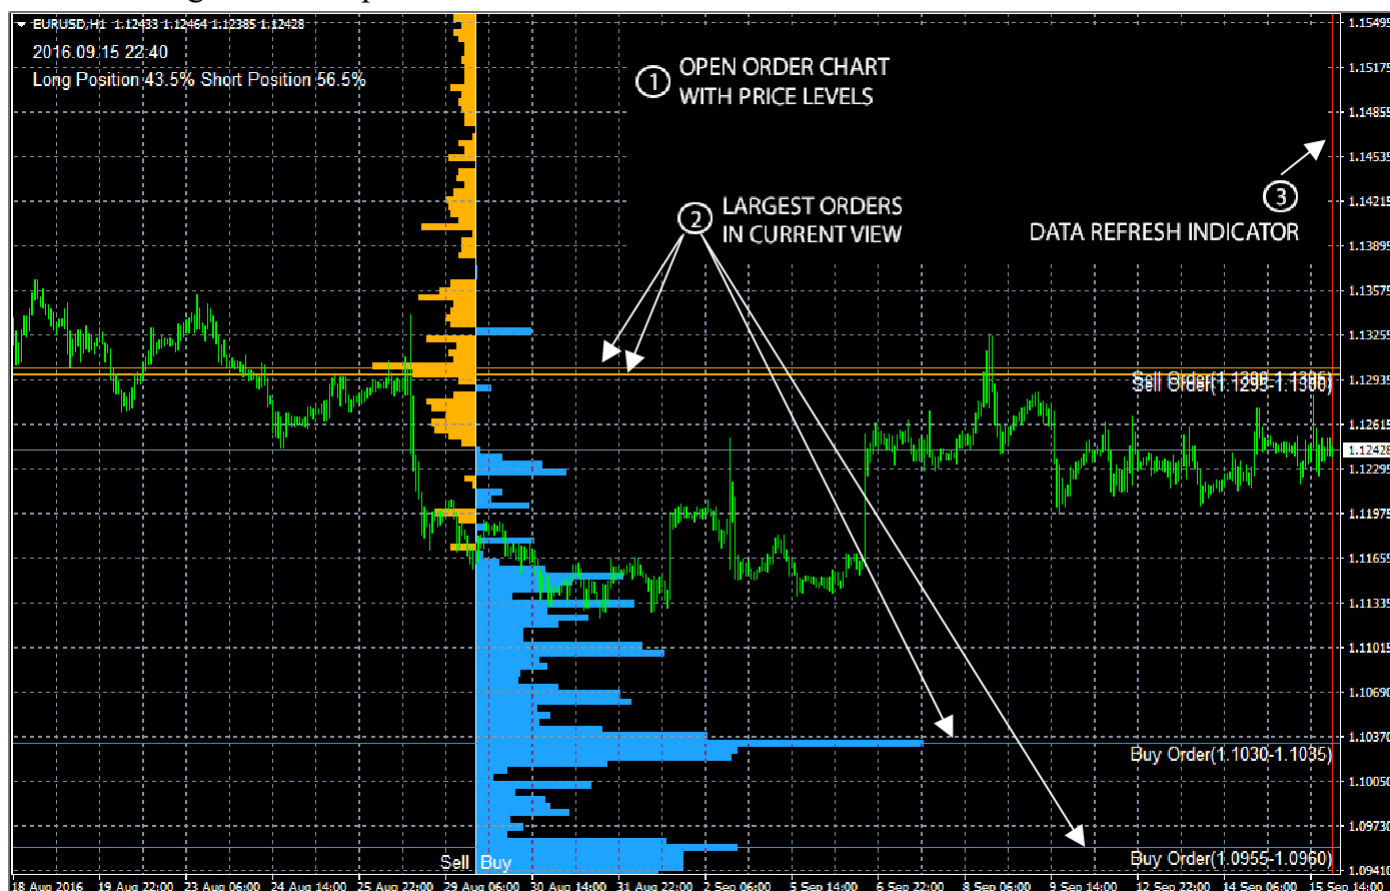 EURUSD,H1 1.12433 1.12464 1.12385 1.12428
2016.09.15 22:40
Long Position 43.5% Short Position 56.5%
1 OPEN ORDER CHART
WITH PRICE LEVELS
2 LARGEST ORDERS
IN CURRENT VIEW
3
DATA REFRESH INDICATOR
1.15495
1.15175
1.14855
1.14535
1.14215
1.13895
1.13575
1.13255
1.12935
1.12615
1.12428
1.12295
1.11975
1.11655
1.11335
1.11015
1.10690
1.10370
1.10050
1.09730
1.09410
Sell Order(1.1295-1.1300)
Buy Order(1.1030-1.1035)
Buy Order(1.0955-1.0960)
Sell Buy
18 Aug 2016 19 Aug 22:00 23 Aug 06:00 24 Aug 14:00 25 Aug 22:00 29 Aug 06:00 30 Aug 14:00 31 Aug 22:00 2 Sep 06:00 5 Sep 14:00 6 Sep 22:00 8 Sep 06:00 9 Sep 14:00 12 Sep 22:00 14 Sep 06:00 15 Sep 14:00